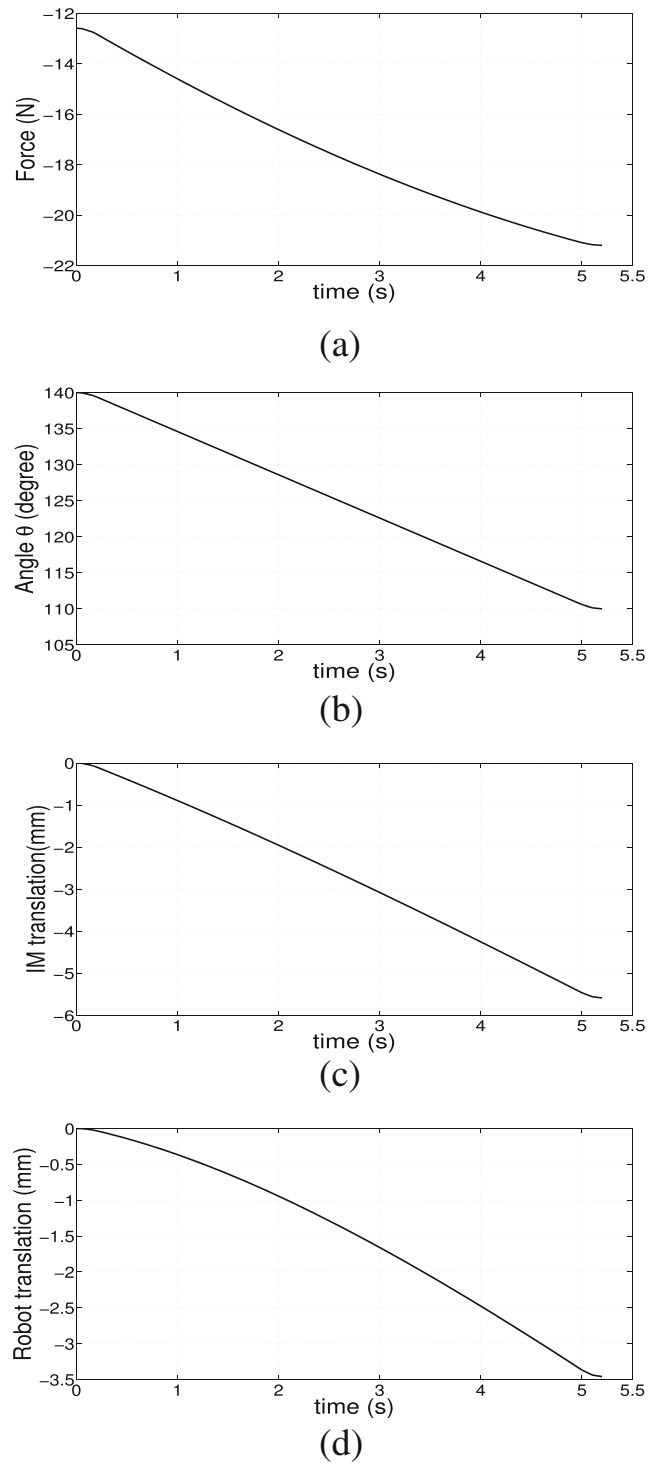 −12
−14
−16
−18
−20
−22
Force (N)
0 1 2 3 4 5 5.5
time (s)
(a)
140
135
130
125
120
115
110
105
Angle θ (degree)
0 1 2 3 4 5 5.5
time (s)
(b)
0
−1
−2
−3
−4
−5
−6
IM translation(mm)
0 1 2 3 4 5 5.5
time (s)
(c)
0
−0.5
−1
−1.5
−2
−2.5
−3
−3.5
Robot translation (mm)
0 1 2 3 4 5 5.5
time (s)
(d)